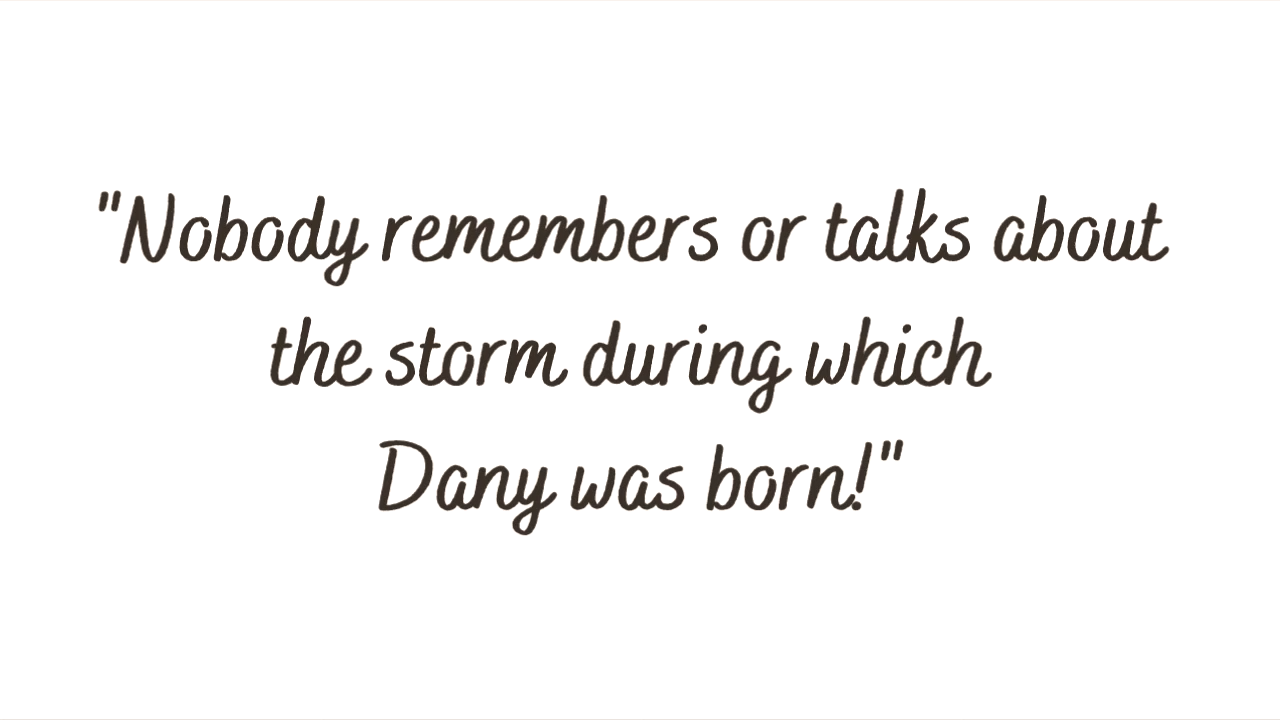 "Nobody remembers or talks about
the storm during which
Dany was born!"